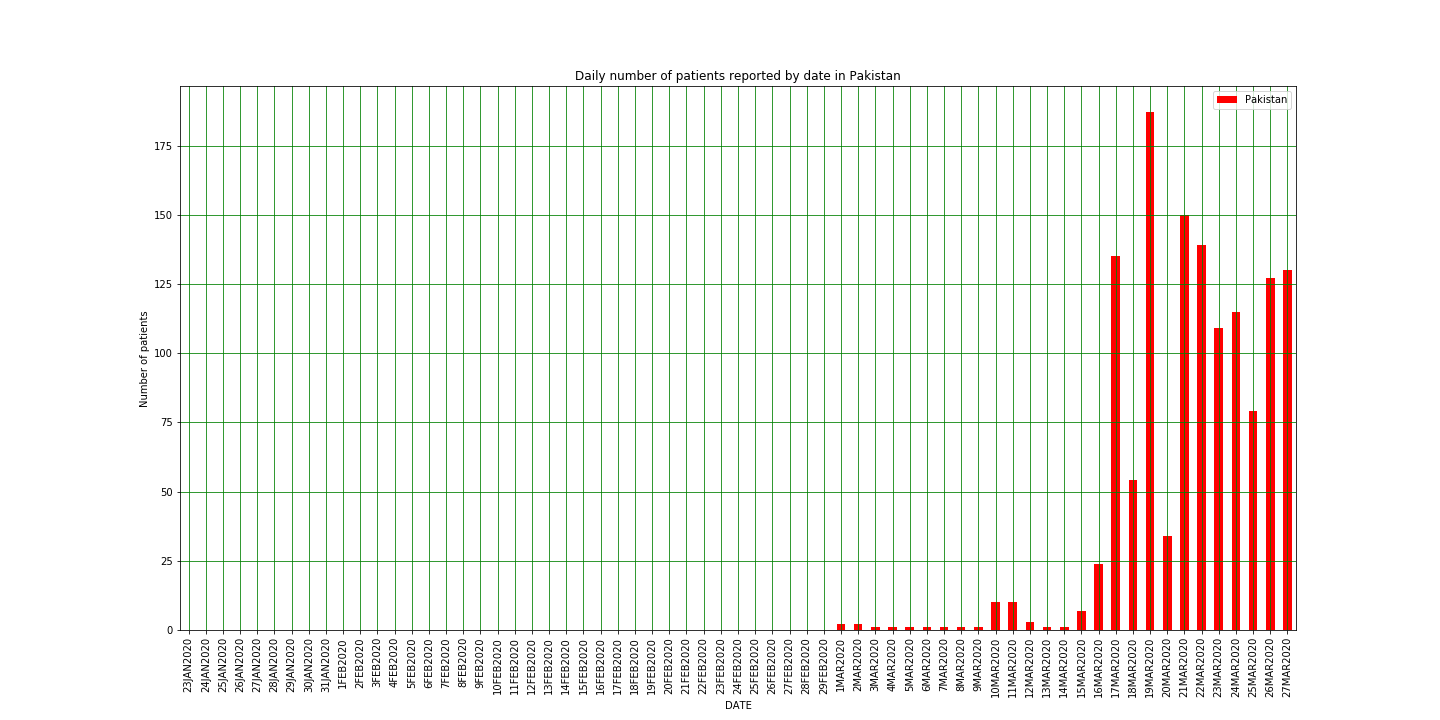 Daily number of patients reported by date in Pakistan
Pakistan
175
150
125
100
75
50
25
0
Number of patients
23JAN2020
24JAN2020
25JAN2020
26JAN2020
27JAN2020
28JAN2020
29JAN2020
30JAN2020
31JAN2020
1FEB2020
2FEB2020
3FEB2020
4FEB2020
5FEB2020
6FEB2020
7FEB2020
8FEB2020
9FEB2020
10FEB2020
11FEB2020
12FEB2020
13FEB2020
14FEB2020
15FEB2020
16FEB2020
17FEB2020
18FEB2020
19FEB2020
20FEB2020
21FEB2020
22FEB2020
23FEB2020
24FEB2020
25FEB2020
26FEB2020
27FEB2020
28FEB2020
29FEB2020
1MAR2020
2MAR2020
3MAR2020
4MAR2020
5MAR2020
6MAR2020
7MAR2020
8MAR2020
9MAR2020
10MAR2020
11MAR2020
12MAR2020
13MAR2020
14MAR2020
15MAR2020
16MAR2020
17MAR2020
18MAR2020
19MAR2020
20MAR2020
21MAR2020
22MAR2020
23MAR2020
24MAR2020
25MAR2020
26MAR2020
27MAR2020
DATE